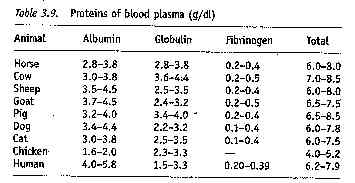 Table 3.9. Proteins of blood plasma (g/dl)
Animal Albumin Globulin Fibrinogen Total
Horse 2.8–3.8 2.8–3.8 0.2–0.4 6.0–8.0
Cow 3.0–3.8 3.6–4.4 0.2–0.5 7.0–8.5
Sheep 3.5–4.5 2.5–3.5 0.2–0.4 6.0–8.0
Goat 3.7–4.5 2.4–3.2 0.2–0.5 6.5–7.5
Pig 3.2–4.0 3.4–4.0 0.2–0.4 6.5–8.5
Dog 3.4–4.4 2.2–3.2 0.1–0.4 6.0–7.8
Cat 3.0–3.8 2.5–3.5 0.1–0.4 6.0–7.5
Chicken 1.6–2.0 2.3–3.3 — 4.0–5.2
Human 4.0–5.8 1.5–3.3 0.20–0.39 6.2–7.9